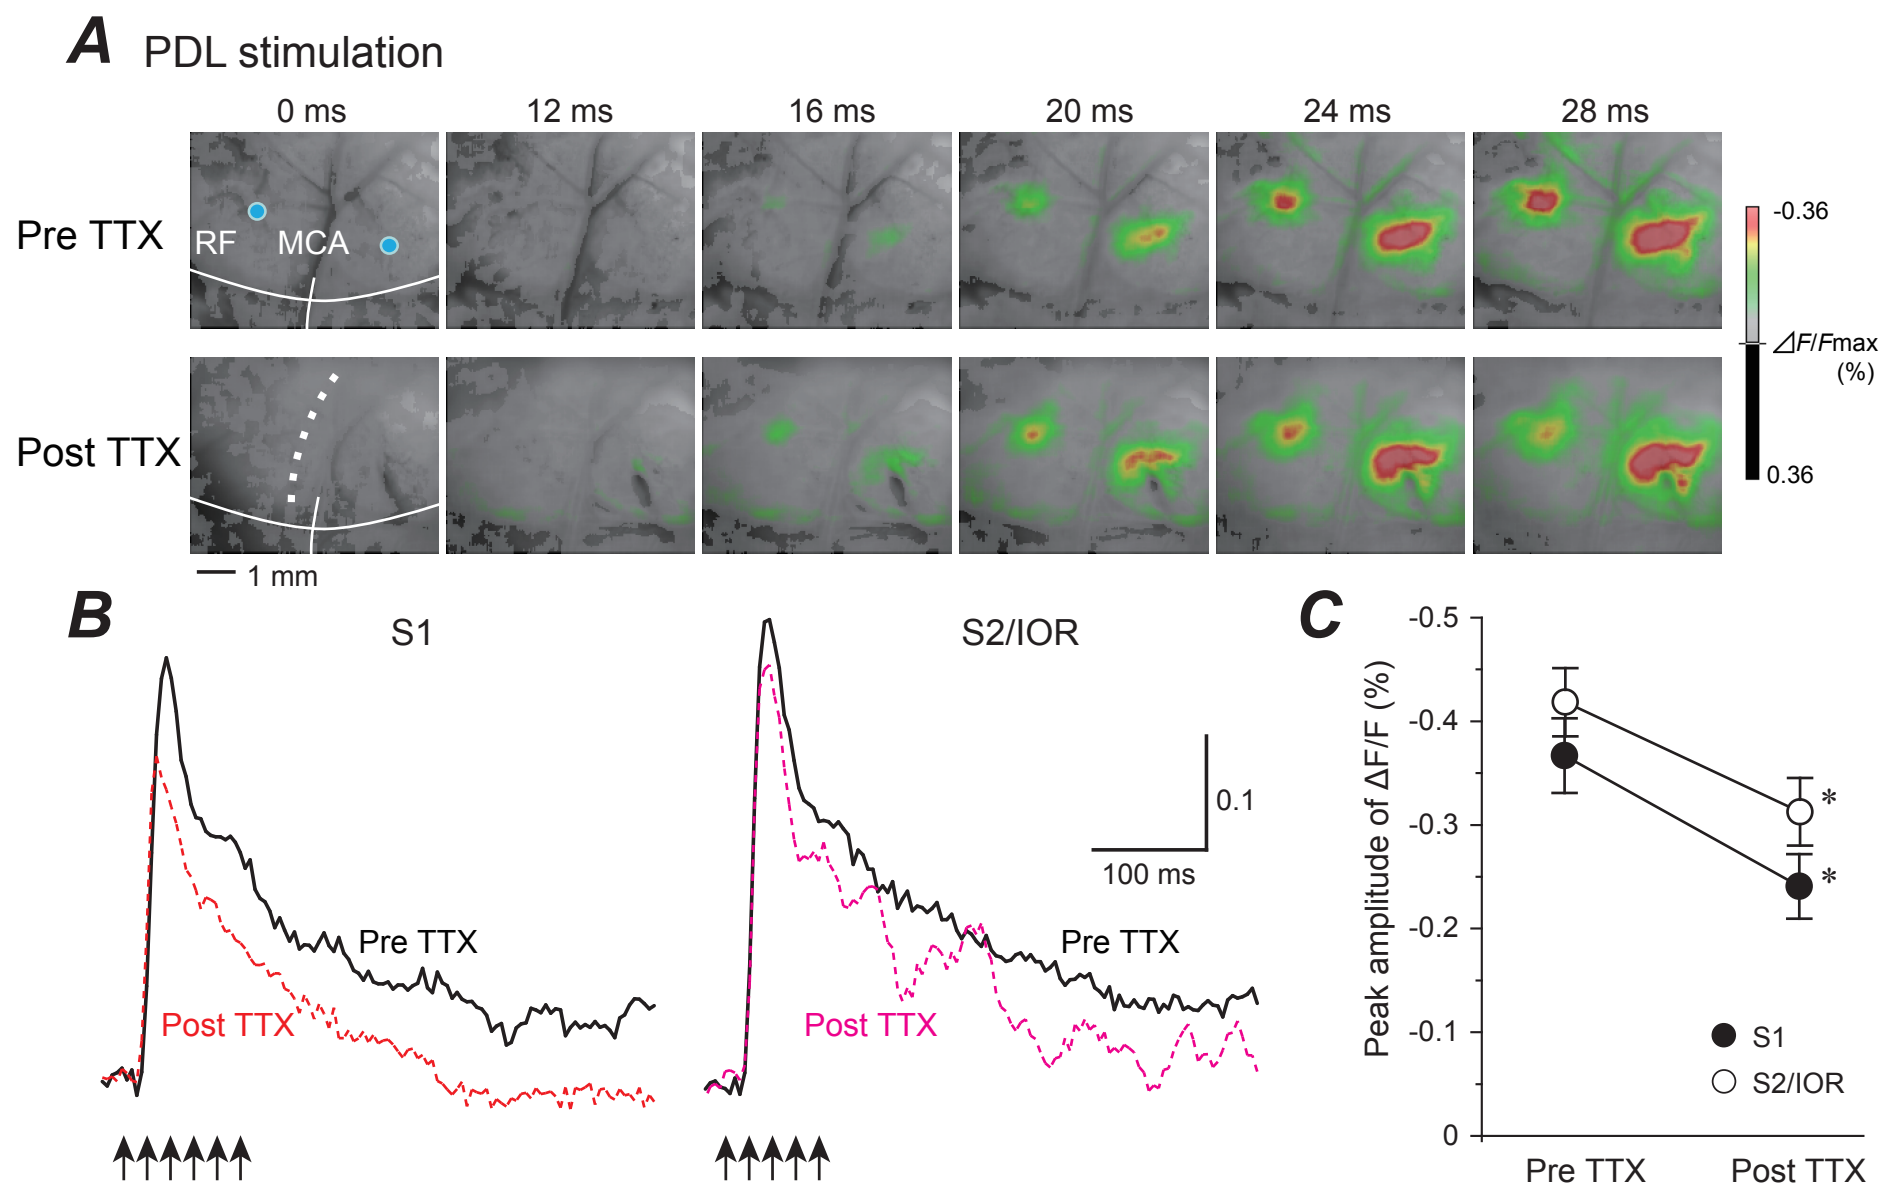 A PDL stimulation
0 ms 12 ms 16 ms 20 ms 24 ms 28 ms
Pre TTX
RF MCA
-0.36
⊿F/Fmax
(%)
0.36
Post TTX
1 mm
B S1 S2/IOR
Pre TTX
Post TTX
Pre TTX
Post TTX
0.1
100 ms
C
Peak amplitude of ΔF/F (%)
-0.5
-0.4
-0.3
-0.2
-0.1
0
*
*
S1
S2/IOR
Pre TTX Post TTX